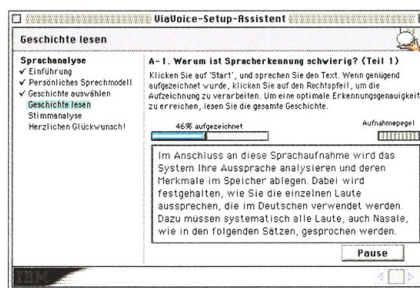 ViaVoice-Setup-Assistent
Geschichte lesen
Sprachanalyse
✓ Einführung
✓ Persönliches Sprechmodell
✓ Geschichte auswählen
Geschichte lesen
Stimmanalyse
Herzlichen Glückwunsch!
A-1. Warum ist Spracherkennung schwierig? (Teil 1)
Klicken Sie auf 'Start', und sprechen Sie den Text. Wenn genügend
aufgezeichnet wurde, klicken Sie auf den Rechtspfeil, um die
Aufzeichnung zu verarbeiten. Um eine optimale Erkennungsgenauigkeit
zu erreichen, lesen Sie die gesamte Geschichte.
46% aufgezeichnet
Aufnahmepegel
Im Anschluss an diese Sprachaufnahme wird das
System Ihre Aussprache analysieren und deren
Merkmale im Speicher ablegen. Dabei wird
festgehalten, wie Sie die einzelnen Laute
aussprechen, die im Deutschen verwendet werden.
Dazu müssen systematisch alle Laute, auch Nasale,
wie in den folgenden Sätzen, gesprochen werden.
Pause
IBM